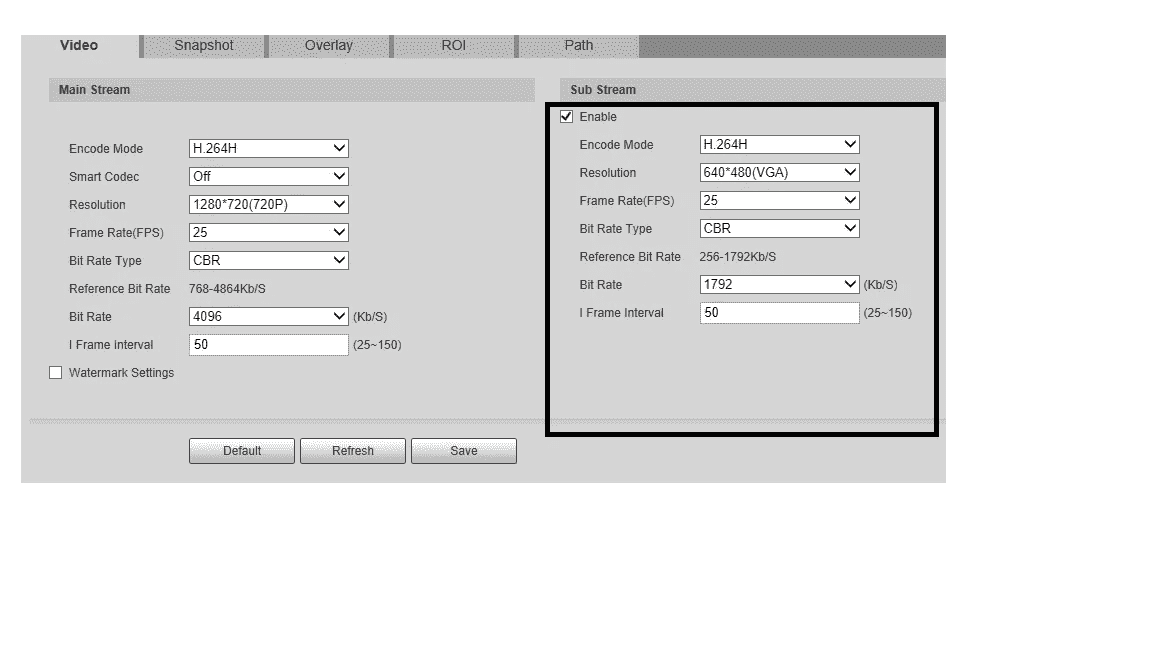 Video Snapshot Overlay ROI Path
Main Stream
Encode Mode H.264H
Smart Codec Off
Resolution 1280*720(720P)
Frame Rate(FPS) 25
Bit Rate Type CBR
Reference Bit Rate 768-4864Kb/S
Bit Rate 4096 (Kb/S)
I Frame interval 50 (25~150)
Watermark Settings
Sub Stream
Enable
Encode Mode H.264H
Resolution 640*480(VGA)
Frame Rate(FPS) 25
Bit Rate Type CBR
Reference Bit Rate 256-1792Kb/S
Bit Rate 1792 (Kb/S)
I Frame Interval 50 (25~150)
Default Refresh Save